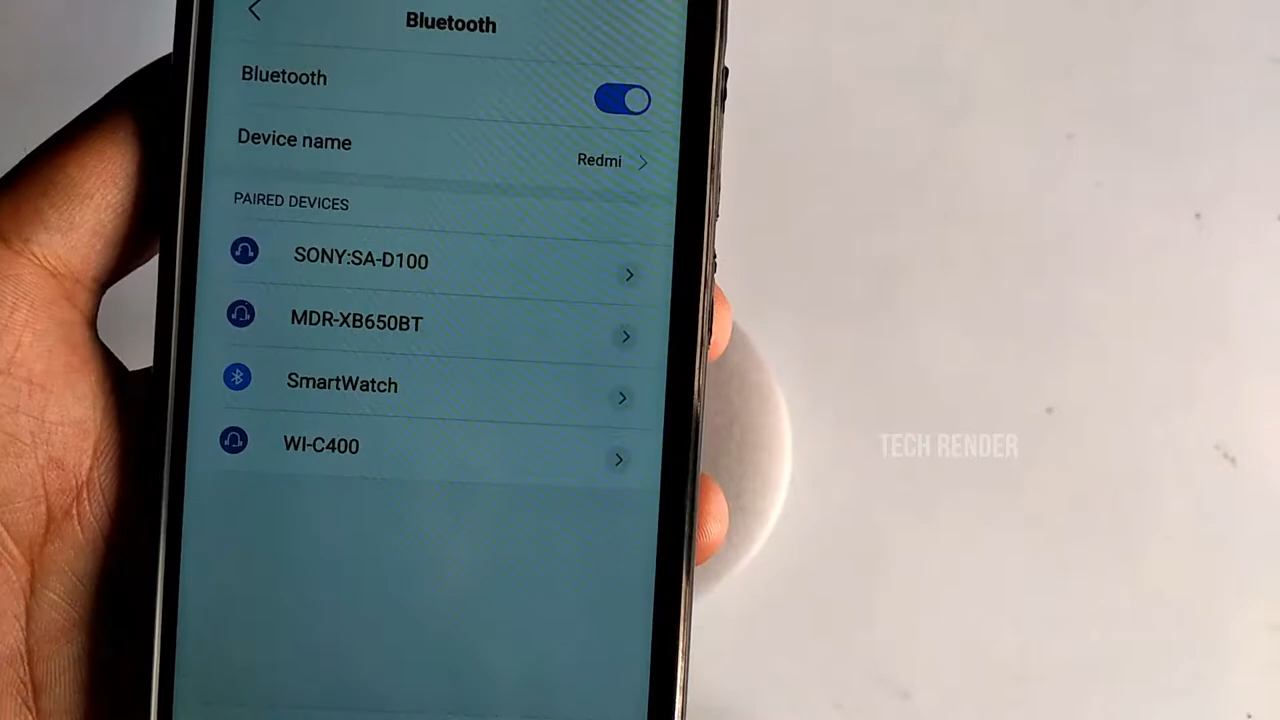 Bluetooth
Bluetooth
Device name
Redmi
PAIRED DEVICES
SONY:SA-D100
MDR-XB650BT
SmartWatch
WI-C400
TECH RENDER